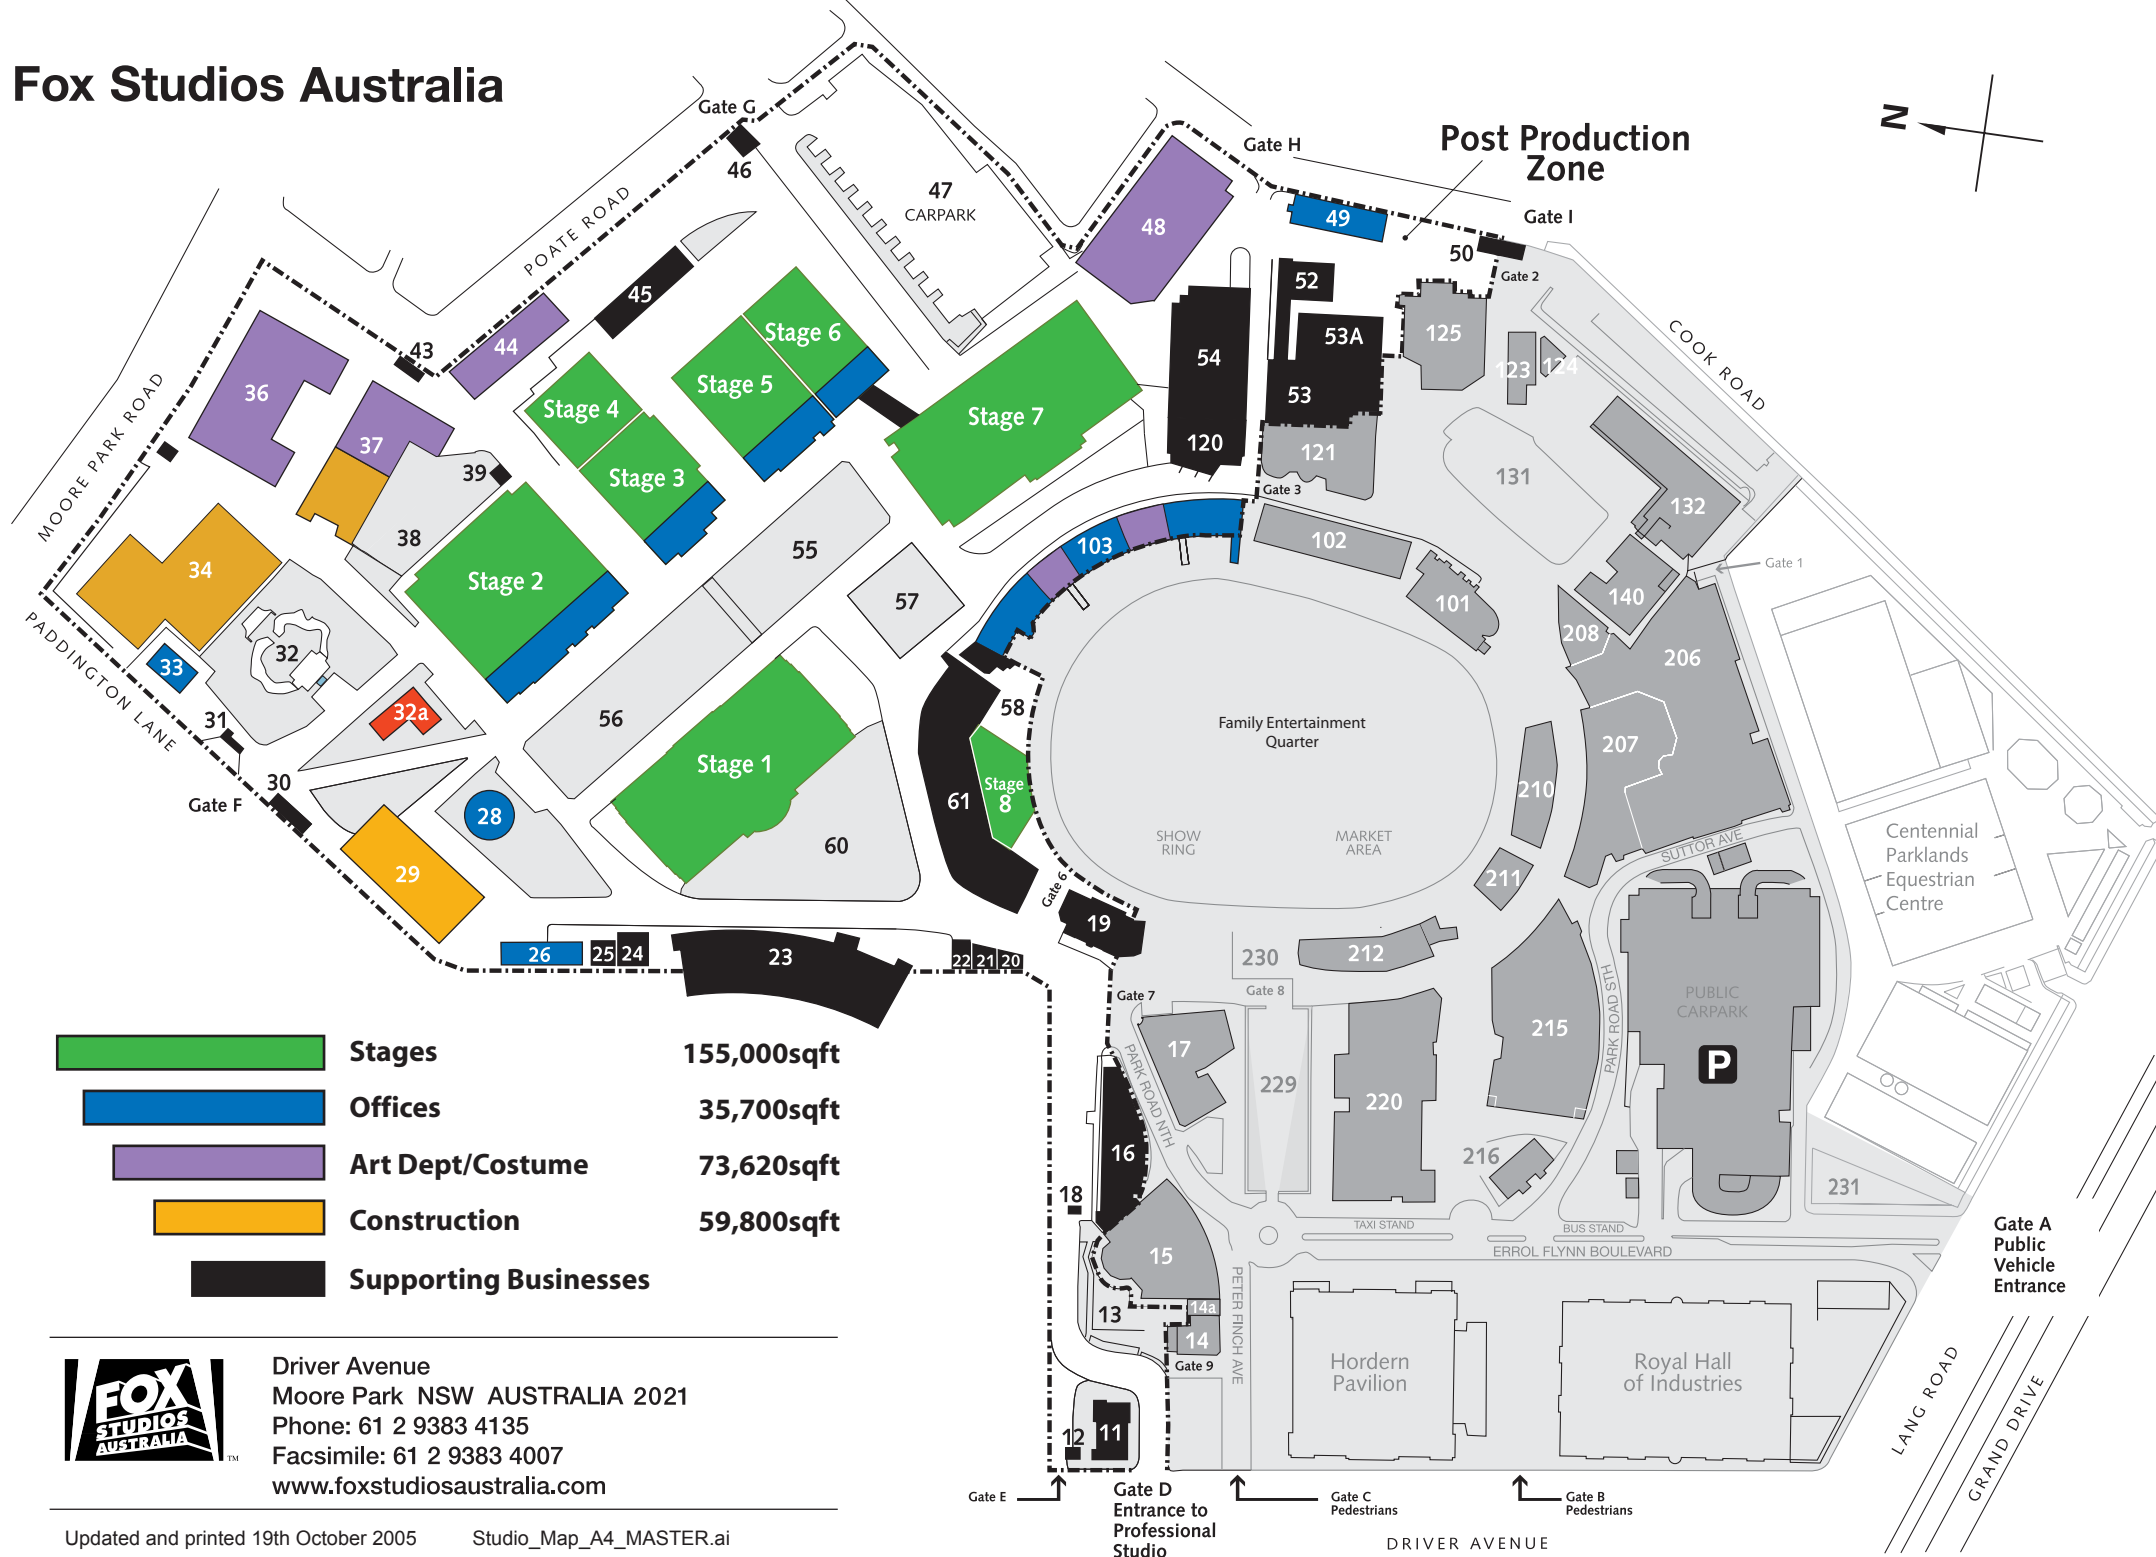 Fox Studios Australia
Gate G
46
47
CARPARK
Gate H
Post Production
Zone
N
48
49
Gate I
50
Gate 2
POATE ROAD
45
44
43
MOORE PARK ROAD
36
37
39
38
34
33
32
32a
31
30
Gate F
PADDINGTON LANE
Stage 6
Stage 5
Stage 4
Stage 3
Stage 2
Stage 7
Stage 1
Stage
8
52
53A
53
54
120
121
125
123
124
COOK ROAD
131
132
Gate 3
102
101
103
140
Gate 1
208
206
207
55
56
57
58
60
61
28
29
Family Entertainment
Quarter
SHOW
RING
MARKET
AREA
210
211
212
SUTTOR AVE
Centennial
Parklands
Equestrian
Centre
Gate 6
19
26
25
24
23
22
21
20
230
Gate 8
Gate 7
17
PARK ROAD NTH
229
220
215
216
PARK ROAD STH
PUBLIC
CARPARK
P
231
16
18
15
14a
14
13
Gate 9
12
11
TAXI STAND
BUS STAND
ERROL FLYNN BOULEVARD
PETER FINCH AVE
Hordern
Pavilion
Royal Hall
of Industries
Gate A
Public
Vehicle
Entrance
LANG ROAD
GRAND DRIVE
Gate E
Gate D
Entrance to
Professional
Studio
Gate C
Pedestrians
Gate B
Pedestrians
DRIVER AVENUE
Stages 155,000sqft
Offices 35,700sqft
Art Dept/Costume 73,620sqft
Construction 59,800sqft
Supporting Businesses
FOX
STUDIOS
AUSTRALIA
TM
Driver Avenue
Moore Park NSW AUSTRALIA 2021
Phone: 61 2 9383 4135
Facsimile: 61 2 9383 4007
www.foxstudiosaustralia.com
Updated and printed 19th October 2005 Studio_Map_A4_MASTER.ai